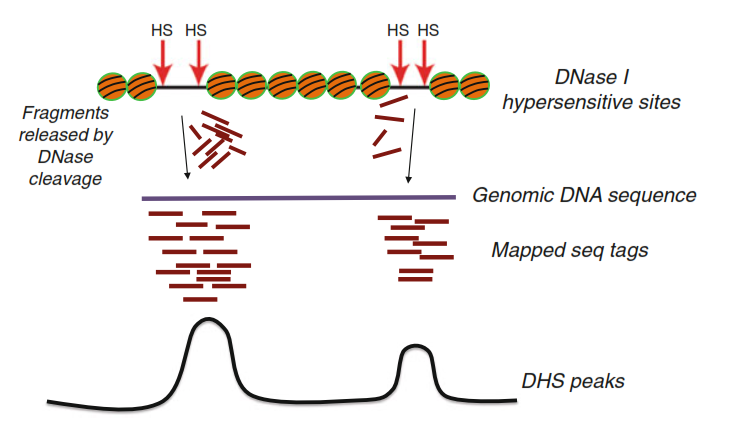 HS HS
HS HS
DNase I
hypersensitive sites
Fragments
released by
DNase
cleavage
Genomic DNA sequence
Mapped seq tags
DHS peaks